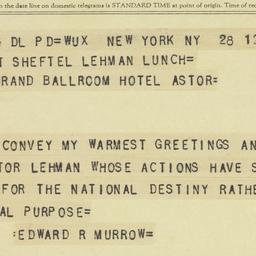 n the date line on domestic telegrams is STANDARD TIME at point of origin. Time of rec
DL PD=WUX NEW YORK NY 28 1
T SHEFTEL LEHMAN LUNCH=
RAND BALLROOM HOTEL ASTOR=
CONVEY MY WARMEST GREETINGS AN
TOR LEHMAN WHOSE ACTIONS HAVE S
FOR THE NATIONAL DESTINY RATHE
AL PURPOSE=
:EDWARD R MURROW=